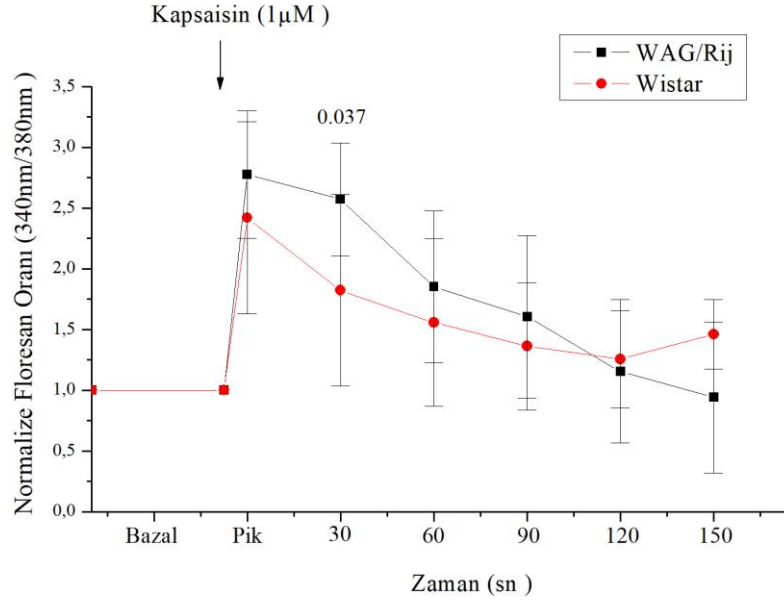 Kapsaisin (1µM )
WAG/Rij
Wistar
0.037
Normalize Floresan Oranı (340nm/380nm)
3,5
3,0
2,5
2,0
1,5
1,0
0,5
0,0
Bazal Pik 30 60 90 120 150
Zaman (sn )